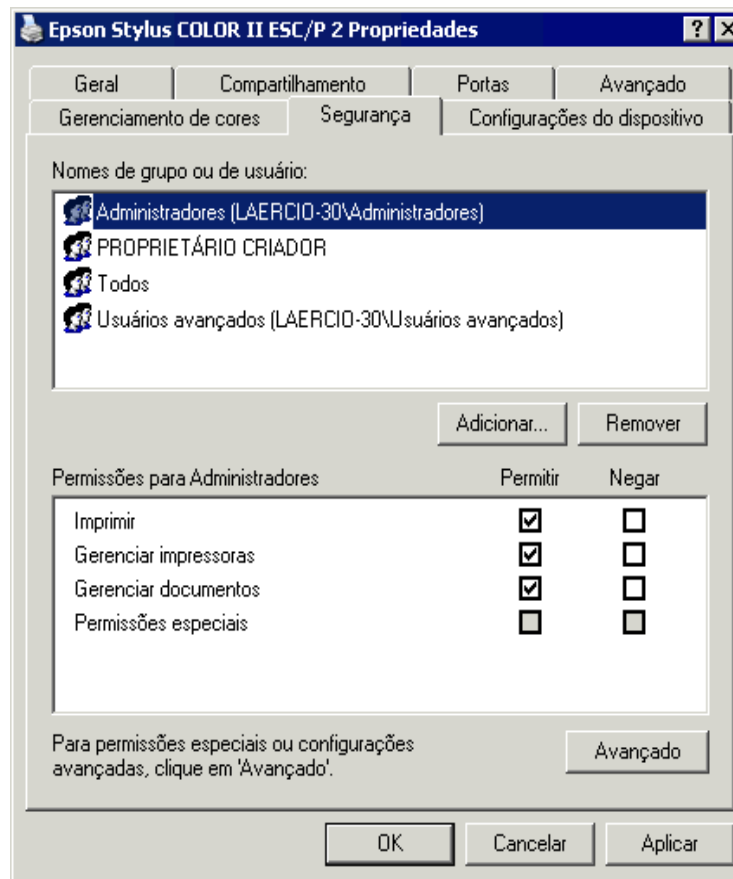 Epson Stylus COLOR II ESC/P 2 Propriedades
Geral Compartilhamento Portas Avançado
Gerenciamento de cores Segurança Configurações do dispositivo
Nomes de grupo ou de usuário:
Administradores (LAERCIO-30\Administradores)
PROPRIETÁRIO CRIADOR
Todos
Usuários avançados (LAERCIO-30\Usuários avançados)
Adicionar... Remover
Permissões para Administradores Permitir Negar
Imprimir
Gerenciar impressoras
Gerenciar documentos
Permissões especiais
Para permissões especiais ou configurações
avançadas, clique em 'Avançado'.
Avançado
OK Cancelar Aplicar